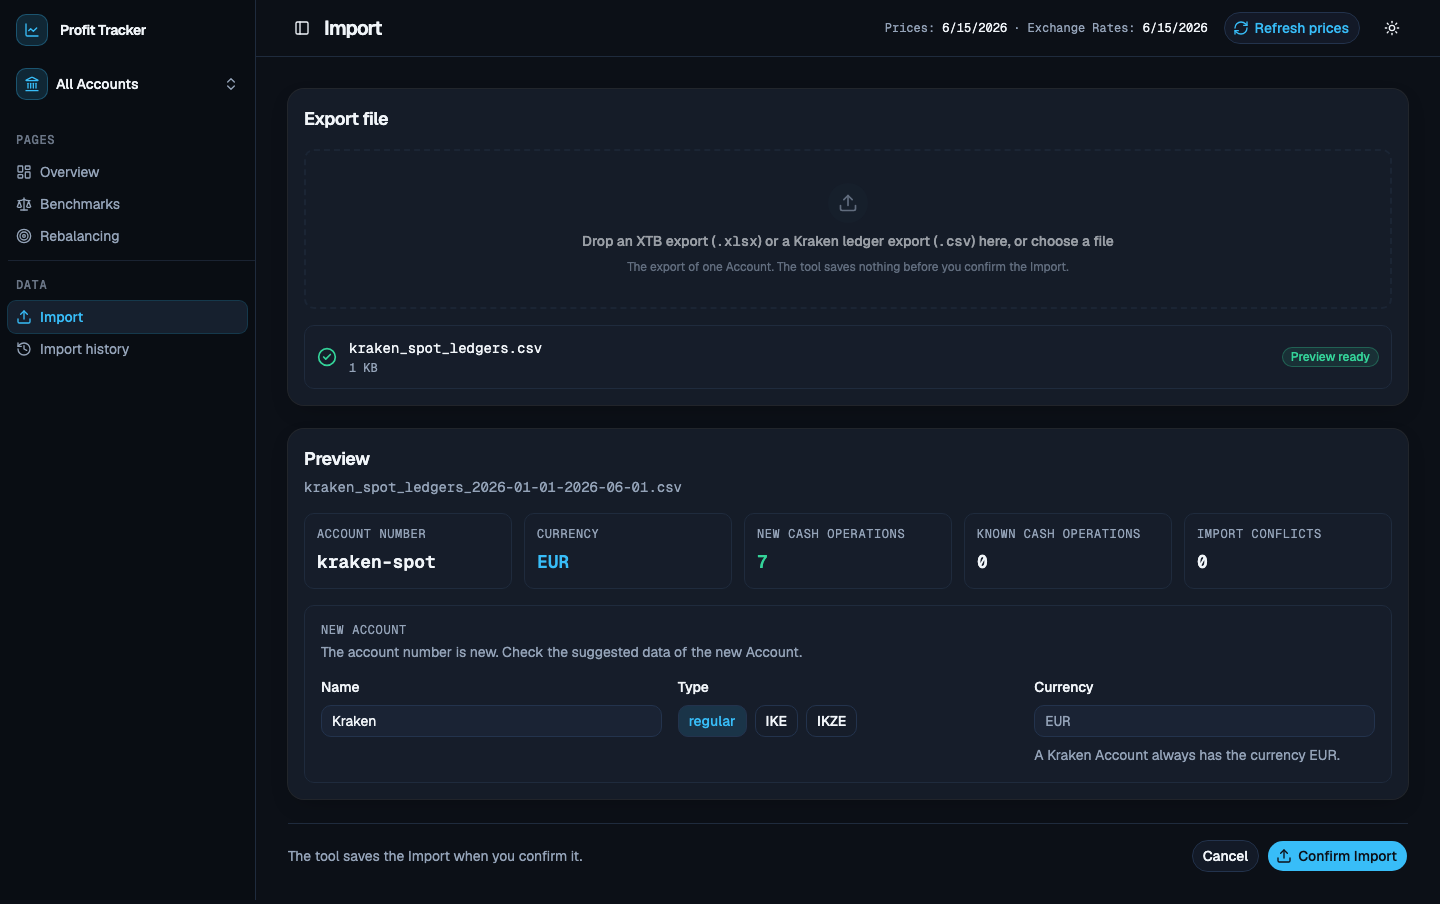 Profit Tracker
All Accounts
PAGES
Overview
Benchmarks
Rebalancing
DATA
Import
Import history
Import
Prices: 6/15/2026 · Exchange Rates: 6/15/2026
Refresh prices
Export file
Drop an XTB export (.xlsx) or a Kraken ledger export (.csv) here, or choose a file
The export of one Account. The tool saves nothing before you confirm the Import.
kraken_spot_ledgers.csv
1 KB
Preview ready
Preview
kraken_spot_ledgers_2026-01-01-2026-06-01.csv
ACCOUNT NUMBER
kraken-spot
CURRENCY
EUR
NEW CASH OPERATIONS
7
KNOWN CASH OPERATIONS
0
IMPORT CONFLICTS
0
NEW ACCOUNT
The account number is new. Check the suggested data of the new Account.
Name
Kraken
Type
regular
IKE
IKZE
Currency
EUR
A Kraken Account always has the currency EUR.
The tool saves the Import when you confirm it.
Cancel
Confirm Import